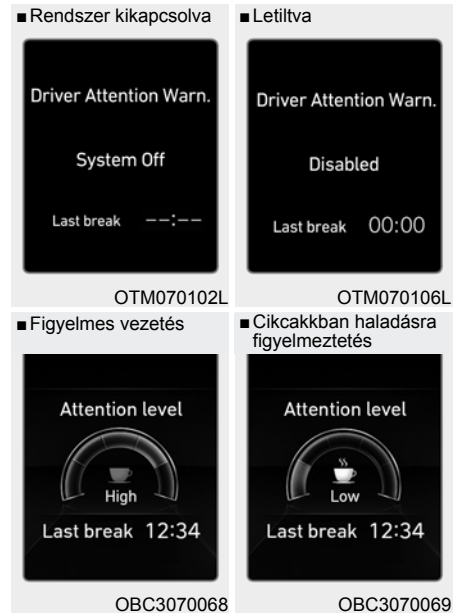 ■ Rendszer kikapcsolva
Driver Attention Warn.
System Off
Last break --:--
OTM070102L
■ Letiltva
Driver Attention Warn.
Disabled
Last break 00:00
OTM070106L
■ Figyelmes vezetés
Attention level
High
Last break 12:34
OBC3070068
■ Cikcakkban haladásra
figyelmeztetés
Attention level
Low
Last break 12:34
OBC3070069